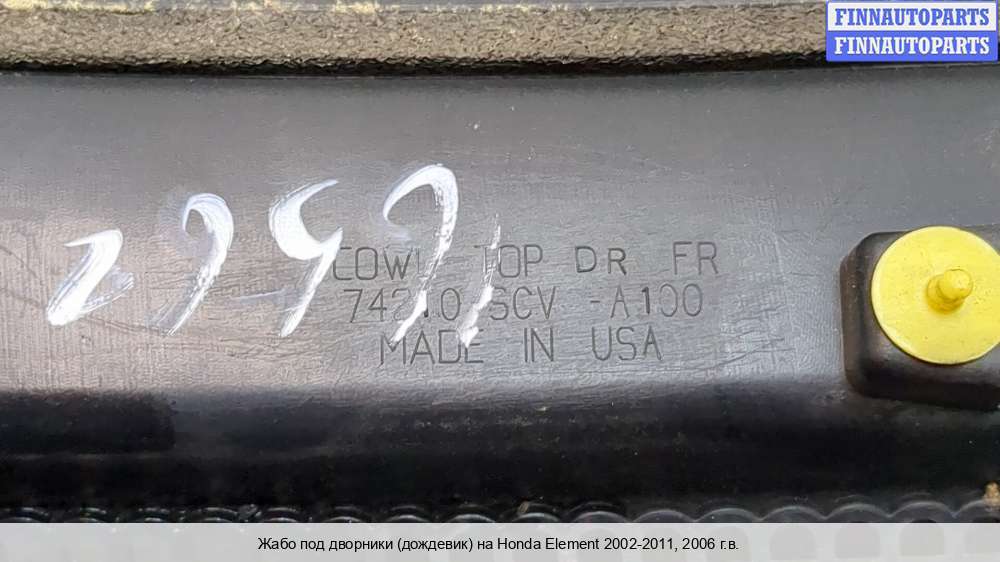 FINNAUTOPARTS
FINNAUTOPARTS
COWL TOP DR FR
74210 SCV -A100
MADE IN USA
Жабо под дворники (дождевик) на Honda Element 2002-2011, 2006 г.в.